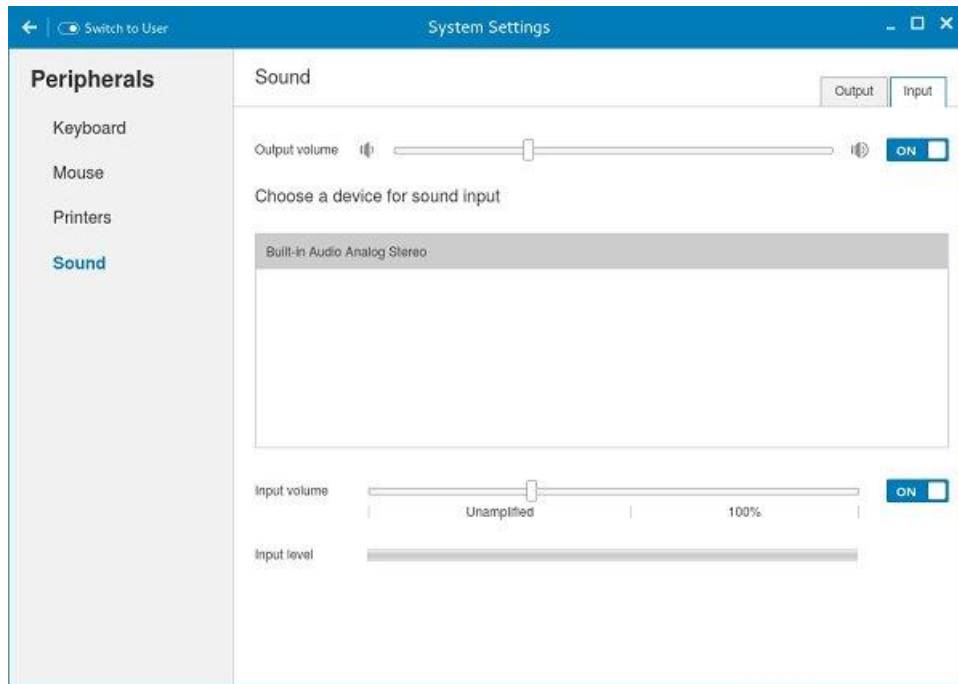 Switch to User
System Settings
Peripherals
Keyboard
Mouse
Printers
Sound
Sound
Output
Input
Output volume
ON
Choose a device for sound input
Built-in Audio Analog Stereo
Input volume
ON
Unamplified
100%
Input level